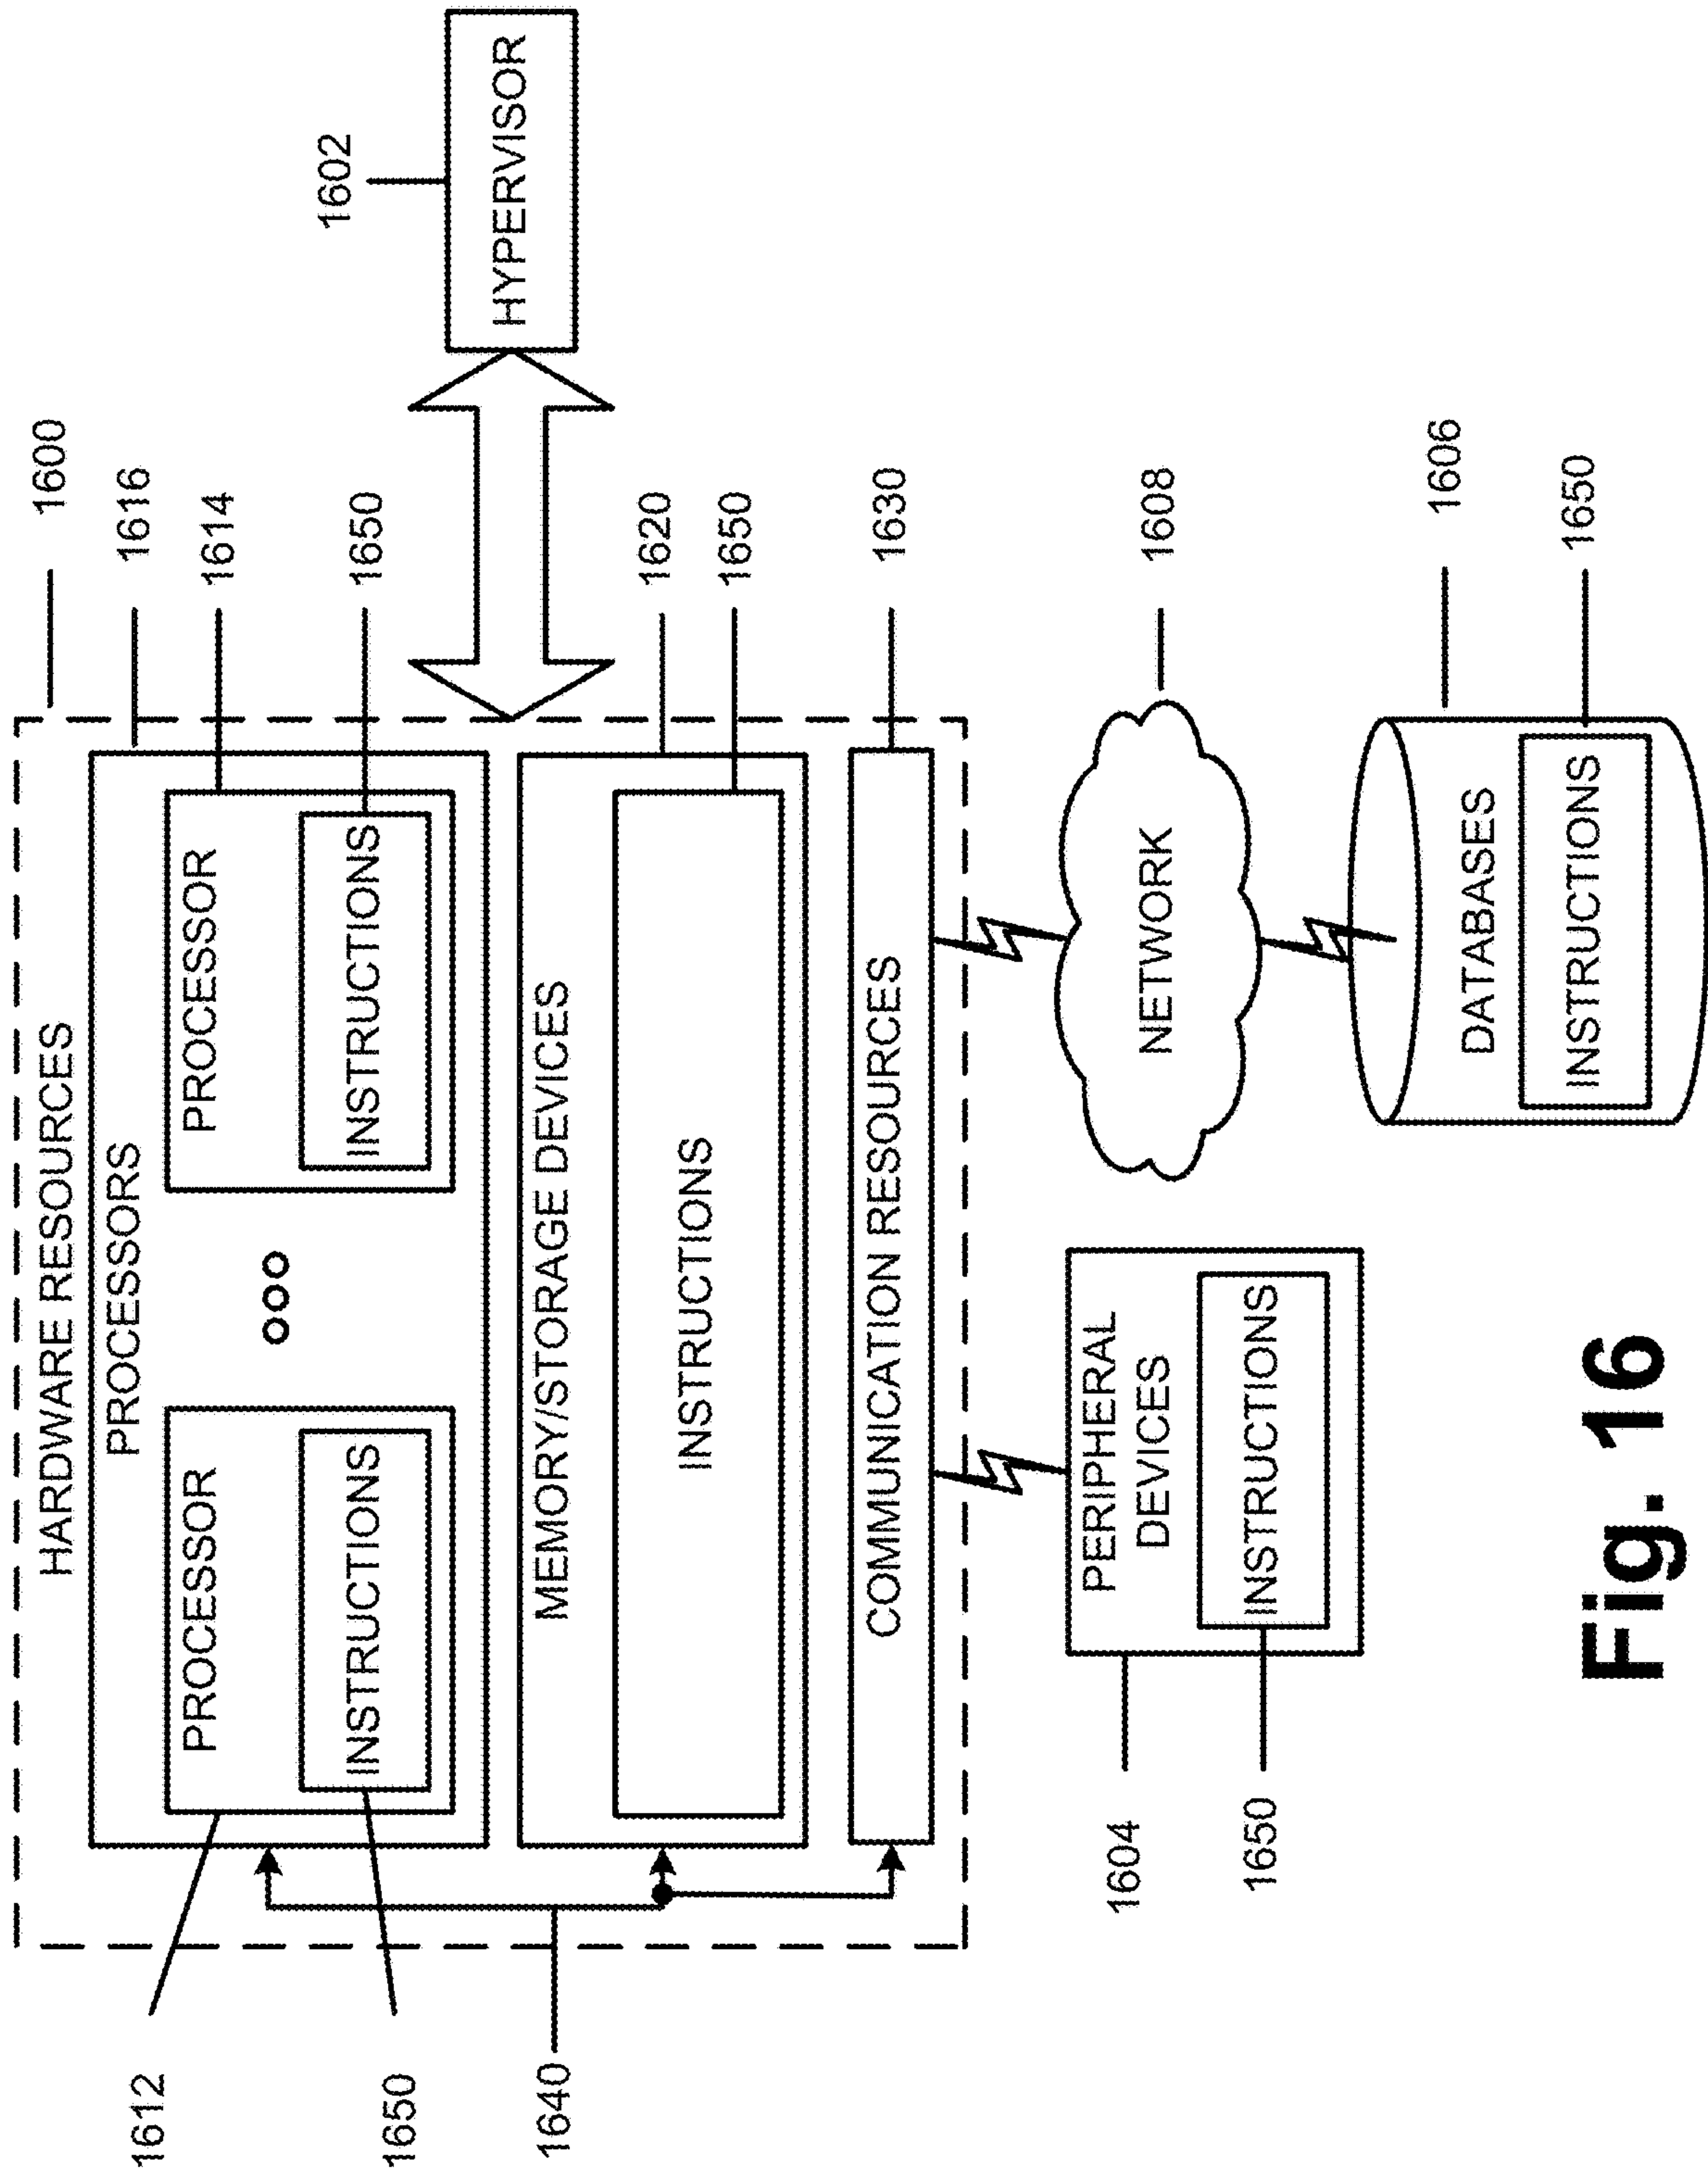 HARDWARE RESOURCES
1600
PROCESSORS
1616
PROCESSOR
PROCESSOR
1614
1612
INSTRUCTIONS
INSTRUCTIONS
1650
1650
1602
HYPERVISOR
1640
MEMORY/STORAGE DEVICES
1620
INSTRUCTIONS
1650
COMMUNICATION RESOURCES
1630
1604
PERIPHERAL
DEVICES
INSTRUCTIONS
1650
NETWORK
1608
1606
DATABASES
INSTRUCTIONS
1650
Fig. 16